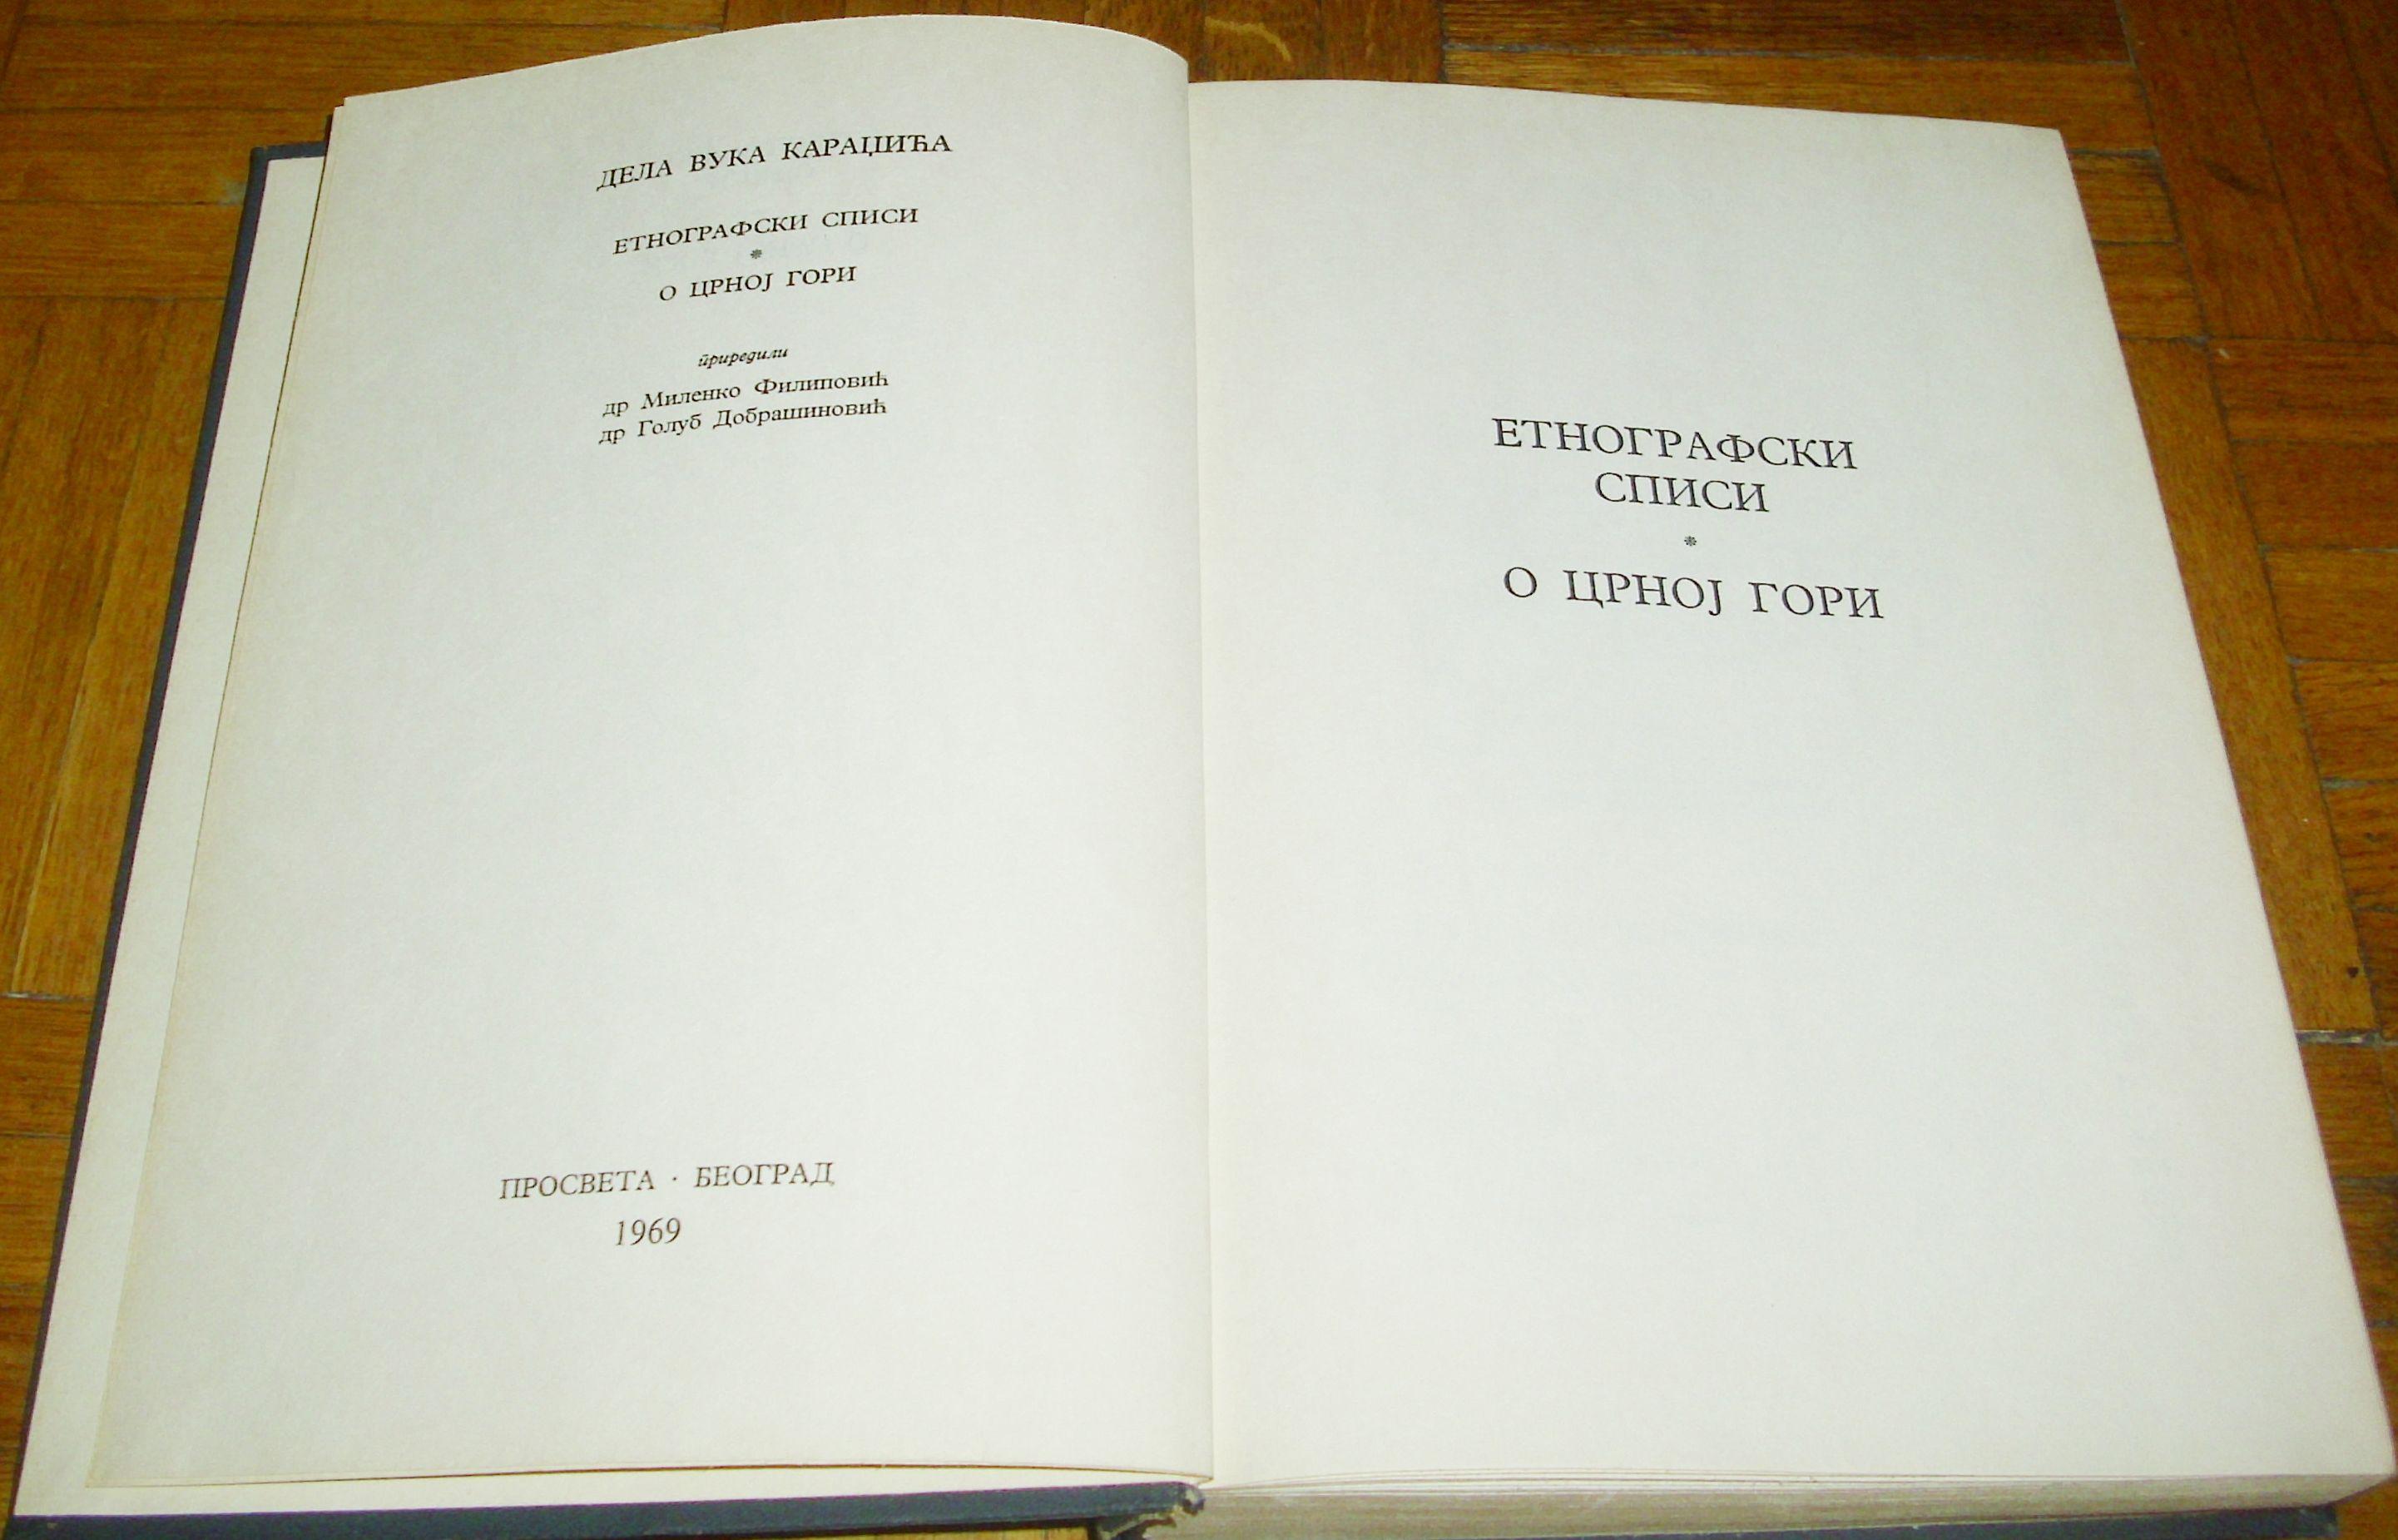 ДЕЛА ВУКА КАРАЏИЋА
ЕТНОГРАФСКИ СПИСИ
*
О ЦРНОЈ ГОРИ
приредили
др Миленко Филиповић
др Голуб Добрашиновић
ПРОСВЕТА · БЕОГРАД
1969
ЕТНОГРАФСКИ
СПИСИ
*
О ЦРНОЈ ГОРИ